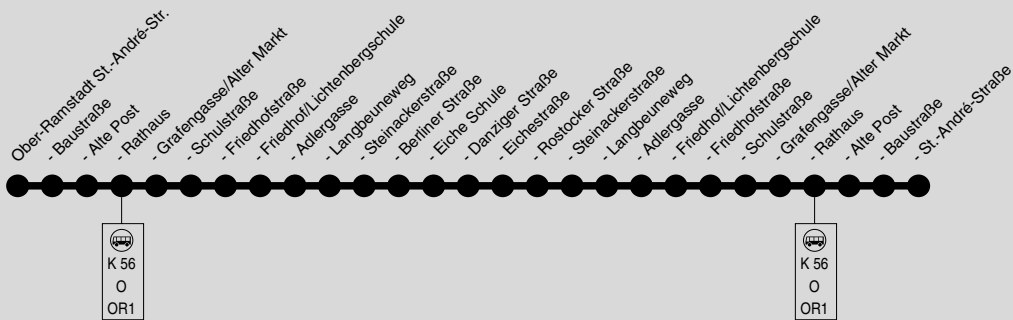 Ober-Ramstadt St.-André-Str.
- Baustraße
- Alte Post
- Rathaus
- Grafengasse/Alter Markt
- Schulstraße
- Friedhofstraße
- Friedhof/Lichtenbergschule
- Adlergasse
- Langbeuneweg
- Steinackerstraße
- Berliner Straße
- Eiche Schule
- Danziger Straße
- Eichestraße
- Rostocker Straße
- Steinackerstraße
- Langbeuneweg
- Adlergasse
- Friedhof/Lichtenbergschule
- Friedhofstraße
- Schulstraße
- Grafengasse/Alter Markt
- Rathaus
- Alte Post
- Baustraße
- St.-André-Straße
K 56
O
OR1
K 56
O
OR1